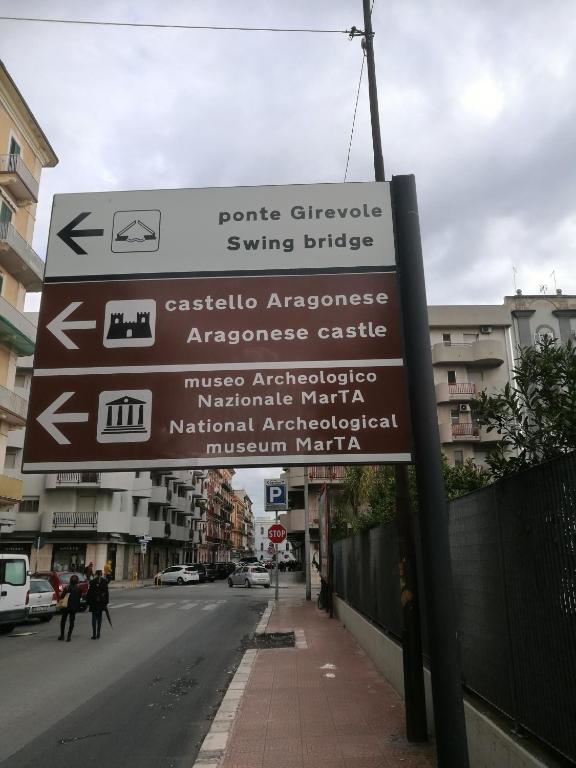 ponte Girevole
Swing bridge
castello Aragonese
Aragonese castle
museo Archeologico
Nazionale MarTA
National Archeological
museum MarTA
P
STOP